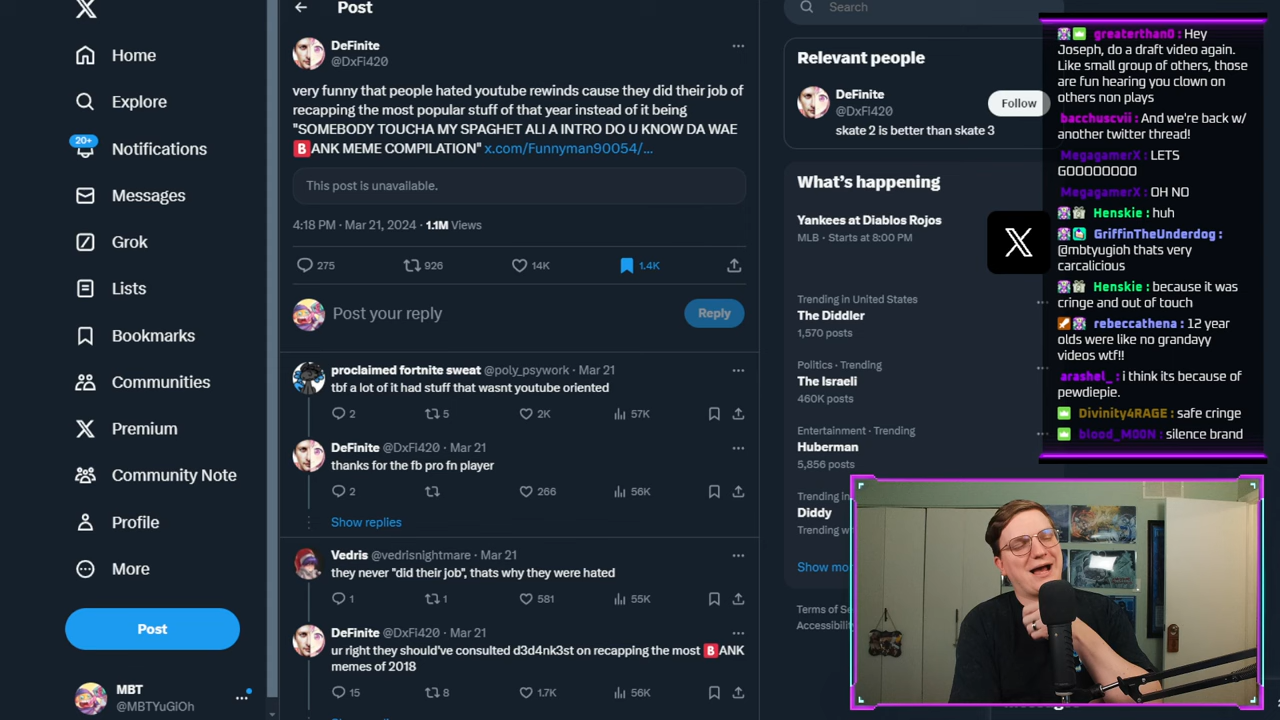 Home
Explore
20+
Notifications
Messages
Grok
Lists
Bookmarks
Communities
Premium
Community Note
Profile
More
Post
MBT
@MBTYuGiOh
Post
DeFinite
@DxFl420
very funny that people hated youtube rewinds cause they did their job of
recapping the most popular stuff of that year instead of it being
"SOMEBODY TOUCHA MY SPAGHET ALI A INTRO DO U KNOW DA WAE
🅱️ANK MEME COMPILATION" x.com/Funnyman90054/…
This post is unavailable.
4:18 PM · Mar 21, 2024 · 1.1M Views
275 926 14K 1.4K
Post your reply
Reply
proclaimed fortnite sweat @poly_psywork · Mar 21
tbf a lot of it had stuff that wasnt youtube oriented
2 5 2K 57K
DeFinite @DxFl420 · Mar 21
thanks for the fb pro fn player
2 266 56K
Show replies
Vedris @vedrisnightmare · Mar 21
they never "did their job", thats why they were hated
1 1 581 55K
DeFinite @DxFl420 · Mar 21
ur right they should've consulted d3d4nk3st on recapping the most 🅱️ANK
memes of 2018
15 8 1.7K 56K
Search
Relevant people
DeFinite
@DxFl420
Follow
skate 2 is better than skate 3
What's happening
Yankees at Diablos Rojos
MLB · Starts at 8:00 PM
Trending in United States
The Diddler
1,570 posts
Politics · Trending
The Israeli
460K posts
Entertainment · Trending
Huberman
5,856 posts
Trending in
Diddy
Trending w
Show mo
Terms of Se
Accessibili
greaterthan0 : Hey
Joseph, do a draft video again.
Like small group of others, those
are fun hearing you clown on
others non plays
bacchuscvii : And we're back w/
another twitter thread!
MegagamerX : LETS
GOOOOOOOO
MegagamerX : OH NO
Henskie : huh
GriffinTheUnderdog :
@mbtyugioh thats very
carcalicious
Henskie : because it was
cringe and out of touch
rebeccathena : 12 year
olds were like no grandayy
videos wtf!!
arashel_ : i think its because of
pewdiepie.
Divinity4RAGE : safe cringe
blood_M00N : silence brand